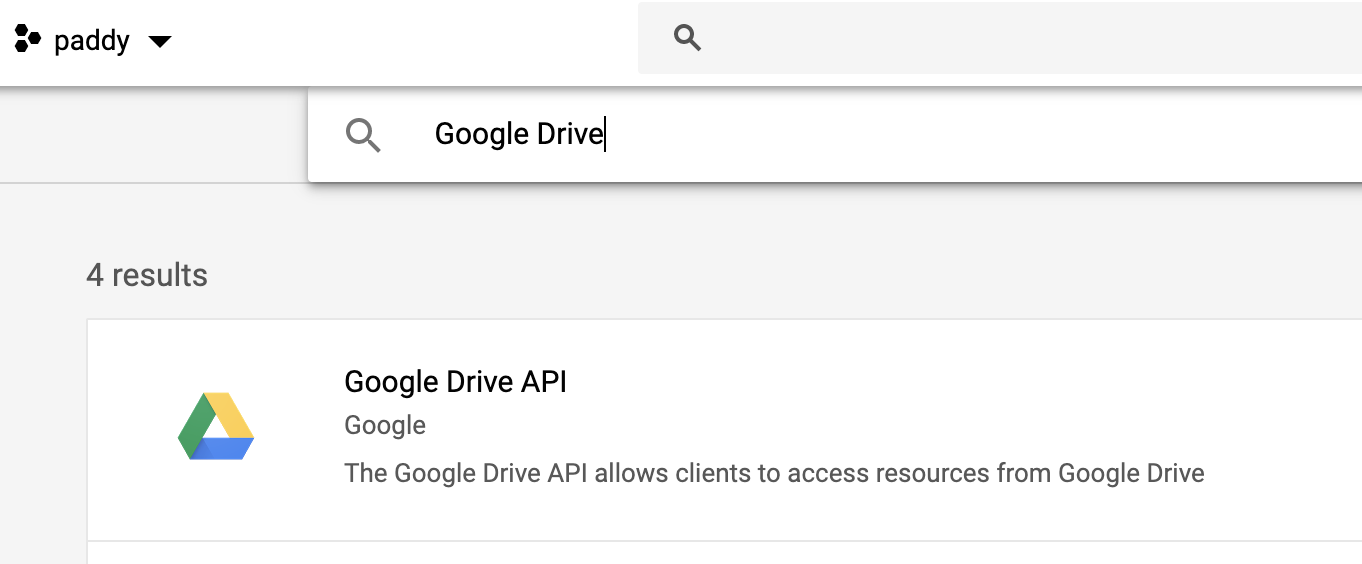 paddy
Google Drive
4 results
Google Drive API
Google
The Google Drive API allows clients to access resources from Google Drive